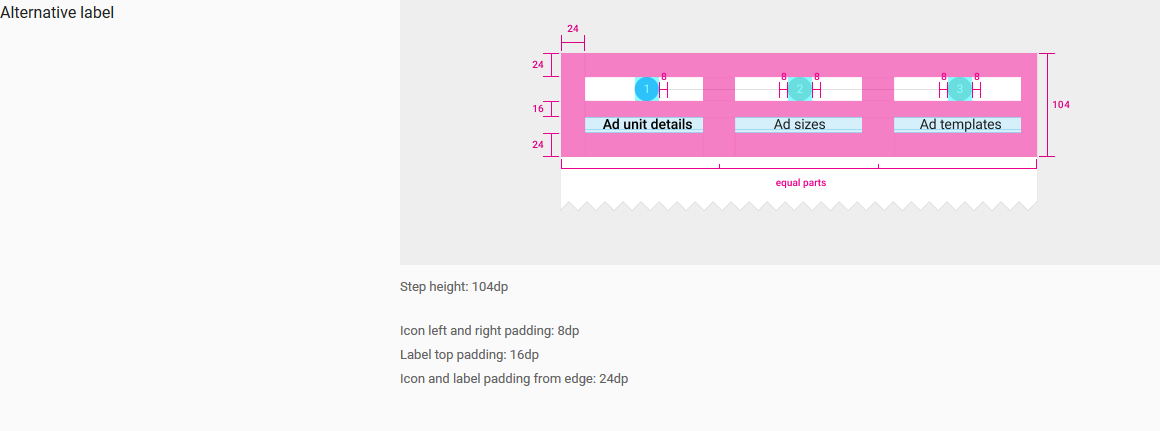 Alternative label
24
24
8
8
8
8
8
1
2
3
16
104
Ad unit details
Ad sizes
Ad templates
24
equal parts
Step height: 104dp
Icon left and right padding: 8dp
Label top padding: 16dp
Icon and label padding from edge: 24dp